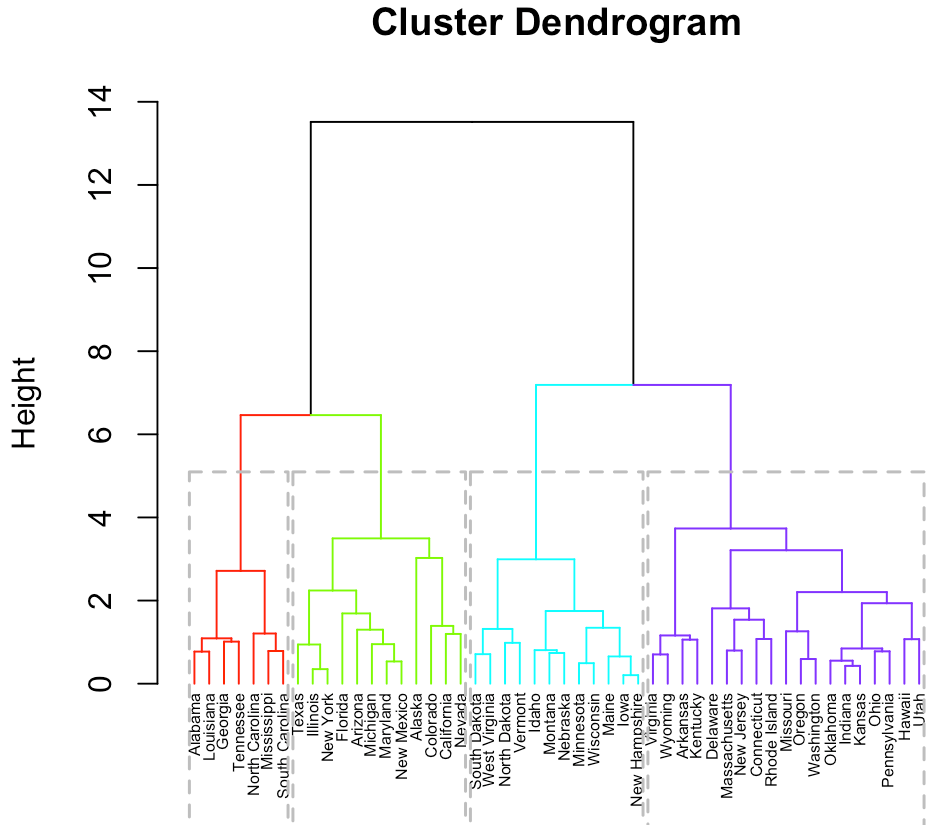 Cluster Dendrogram
Height
14
12
10
8
6
4
2
0
Alabama
Louisiana
Georgia
Tennessee
North Carolina
Mississippi
South Carolina
Texas
Illinois
New York
Florida
Arizona
Michigan
Maryland
New Mexico
Alaska
Colorado
California
Nevada
South Dakota
West Virginia
North Dakota
Vermont
Idaho
Montana
Nebraska
Minnesota
Wisconsin
Maine
Iowa
New Hampshire
Virginia
Wyoming
Arkansas
Kentucky
Delaware
Massachusetts
New Jersey
Connecticut
Rhode Island
Missouri
Oregon
Washington
Oklahoma
Indiana
Kansas
Ohio
Pennsylvania
Hawaii
Utah